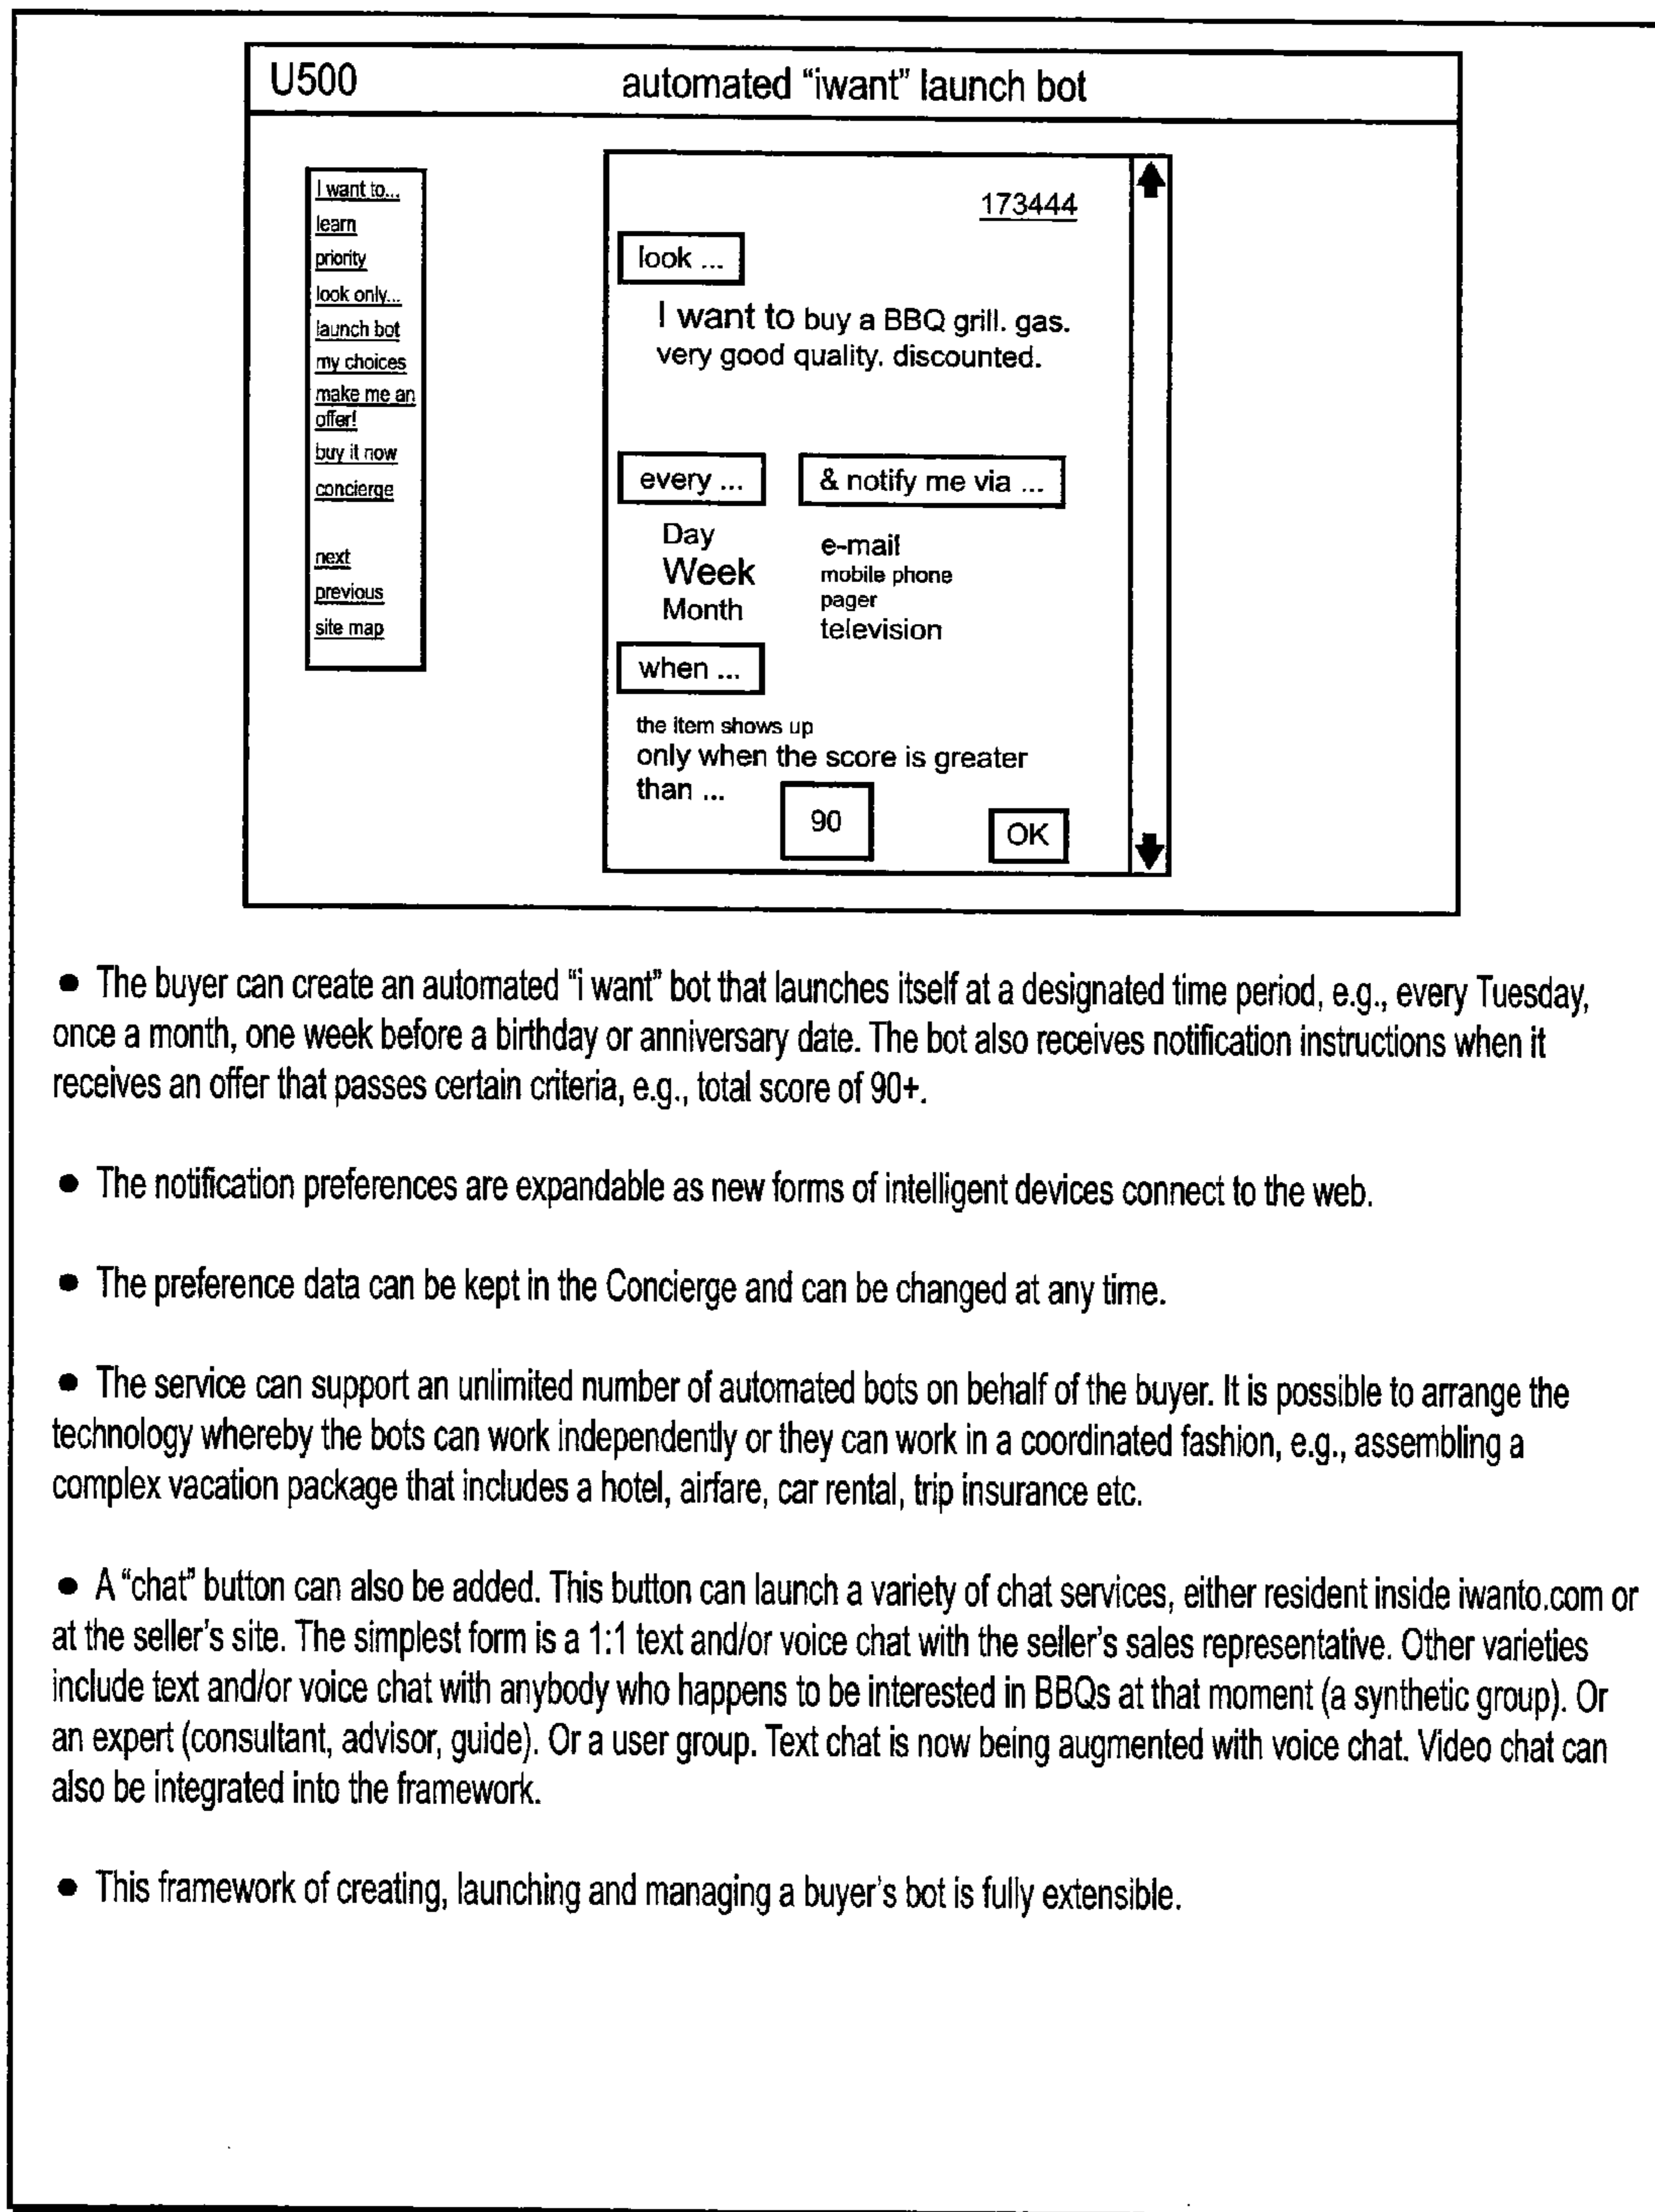 U500 automated “iwant” launch bot
I want to...
learn
priority
look only...
launch bot
my choices
make me an
offer!
buy it now
concierge
next
previous
site map
173444
look ...
I want to buy a BBQ grill. gas.
very good quality. discounted.
every ... & notify me via ...
Day
Week
Month
e-mail
mobile phone
pager
television
when ...
the item shows up
only when the score is greater
than ...
90
OK
● The buyer can create an automated “i want” bot that launches itself at a designated time period, e.g., every Tuesday,
once a month, one week before a birthday or anniversary date. The bot also receives notification instructions when it
receives an offer that passes certain criteria, e.g., total score of 90+.
● The notification preferences are expandable as new forms of intelligent devices connect to the web.
● The preference data can be kept in the Concierge and can be changed at any time.
● The service can support an unlimited number of automated bots on behalf of the buyer. It is possible to arrange the
technology whereby the bots can work independently or they can work in a coordinated fashion, e.g., assembling a
complex vacation package that includes a hotel, airfare, car rental, trip insurance etc.
● A “chat” button can also be added. This button can launch a variety of chat services, either resident inside iwanto.com or
at the seller’s site. The simplest form is a 1:1 text and/or voice chat with the seller’s sales representative. Other varieties
include text and/or voice chat with anybody who happens to be interested in BBQs at that moment (a synthetic group). Or
an expert (consultant, advisor, guide). Or a user group. Text chat is now being augmented with voice chat. Video chat can
also be integrated into the framework.
● This framework of creating, launching and managing a buyer’s bot is fully extensible.